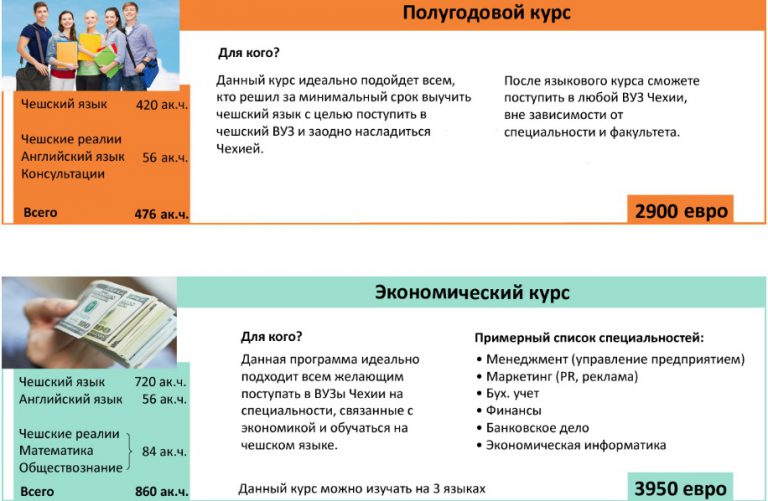 Полугодовой курс
Для кого?
Данный курс идеально подойдет всем,
кто решил за минимальный срок выучить
чешский язык с целью поступить в
чешский ВУЗ и заодно насладиться
Чехией.
После языкового курса сможете
поступить в любой ВУЗ Чехии,
вне зависимости от
специальности и факультета.
Чешский язык 420 ак.ч.
Чешские реалии
Английский язык 56 ак.ч.
Консультации
Всего 476 ак.ч.
2900 евро
Экономический курс
Для кого?
Данная программа идеально
подходит всем желающим
поступать в ВУЗы Чехии на
специальности, связанные с
экономикой и обучаться на
чешском языке.
Примерный список специальностей:
• Менеджмент (управление предприятием)
• Маркетинг (PR, реклама)
• Бух. учет
• Финансы
• Банковское дело
• Экономическая информатика
Чешский язык 720 ак.ч.
Английский язык 56 ак.ч.
Чешские реалии
Математика 84 ак.ч.
Обществознание
Всего 860 ак.ч.
Данный курс можно изучать на 3 языках
3950 евро
100